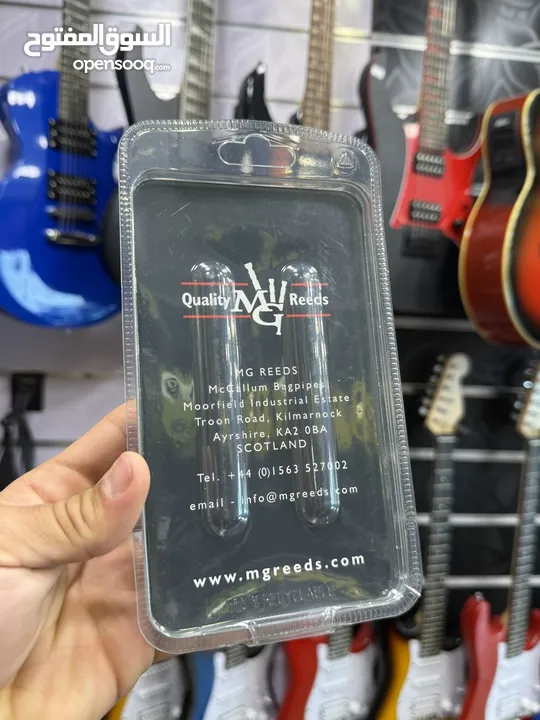 السوق المفتوح
opensooq.com
Quality MG Reeds
MG REEDS
McCallum Bagpipes
Moorfield Industrial Estate
Troon Road, Kilmarnock
Ayrshire, KA2 0BA
SCOTLAND
Tel. +44 (0)1563 527002
email - info@mgreeds.com
www.mgreeds.com